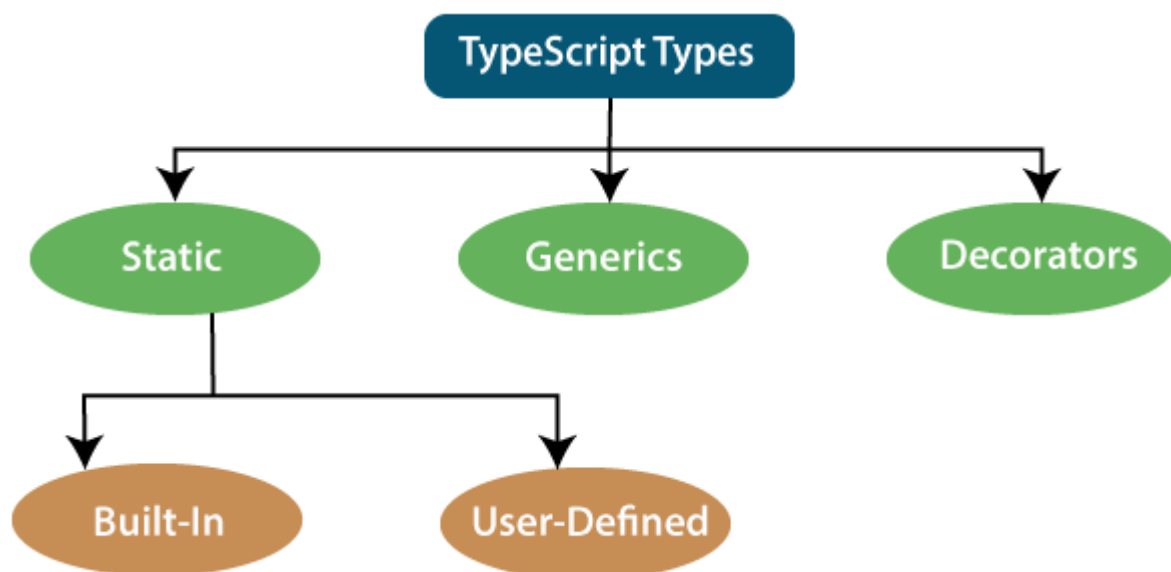 TypeScript Types
Static
Generics
Decorators
Built-In
User-Defined